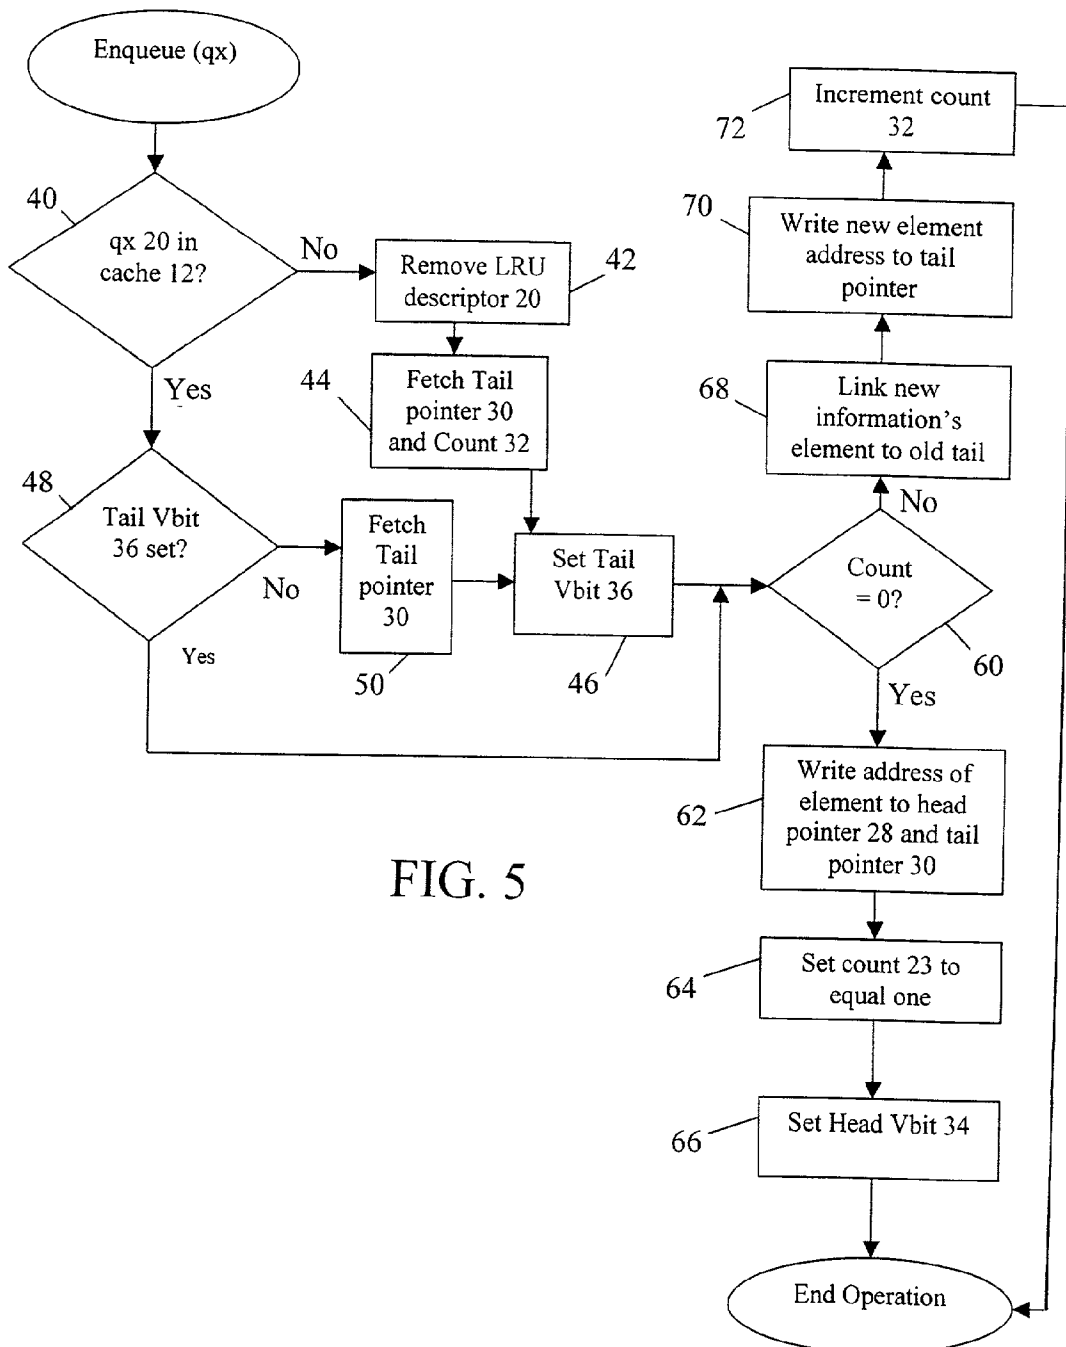 Enqueue (qx)
40
qx 20 in
cache 12?
No
Yes
Remove LRU
descriptor 20
42
44
Fetch Tail
pointer 30
and Count 32
48
Tail Vbit
36 set?
No
Yes
Fetch
Tail
pointer
30
50
Set Tail
Vbit 36
46
Count
= 0?
60
No
Yes
68
Link new
information's
element to old tail
70
Write new element
address to tail
pointer
72
Increment count
32
62
Write address of
element to head
pointer 28 and tail
pointer 30
64
Set count 23 to
equal one
66
Set Head Vbit 34
End Operation
FIG. 5